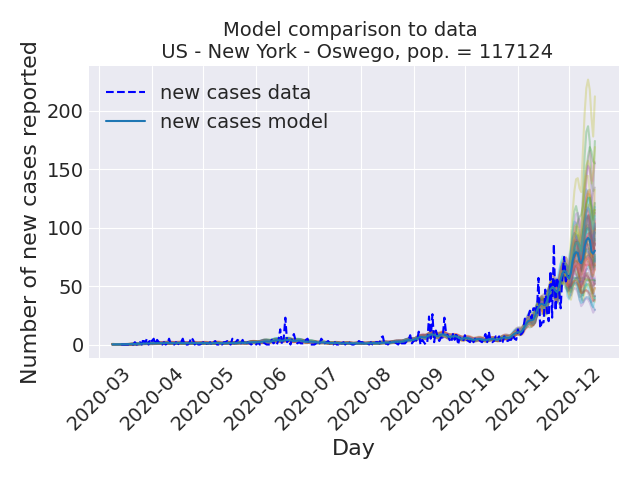 Model comparison to data
US - New York - Oswego, pop. = 117124
Number of new cases reported
200
150
100
50
0
new cases data
new cases model
2020-03
2020-04
2020-05
2020-06
2020-07
2020-08
2020-09
2020-10
2020-11
2020-12
Day